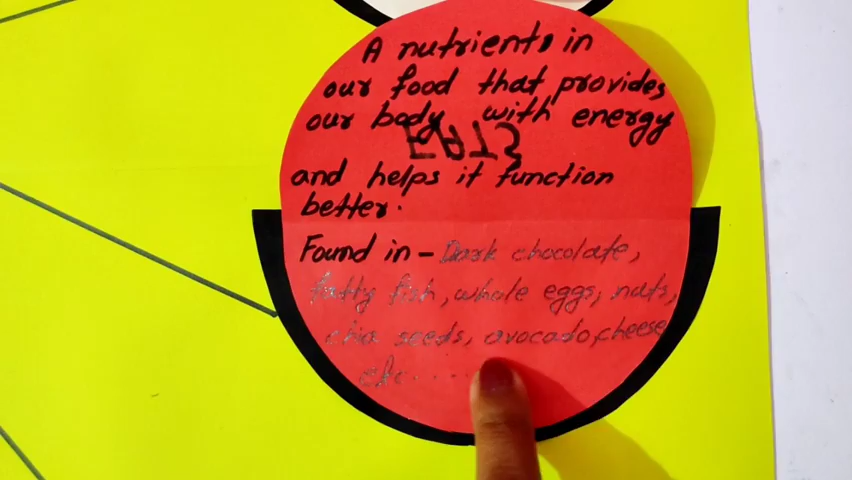 A nutrients in
our food that provides
our body with energy
FATS
and helps it function
better.
Found in - Dark chocolate,
fatty fish, whole eggs, nuts,
chia seeds, avocado, cheese
etc.....